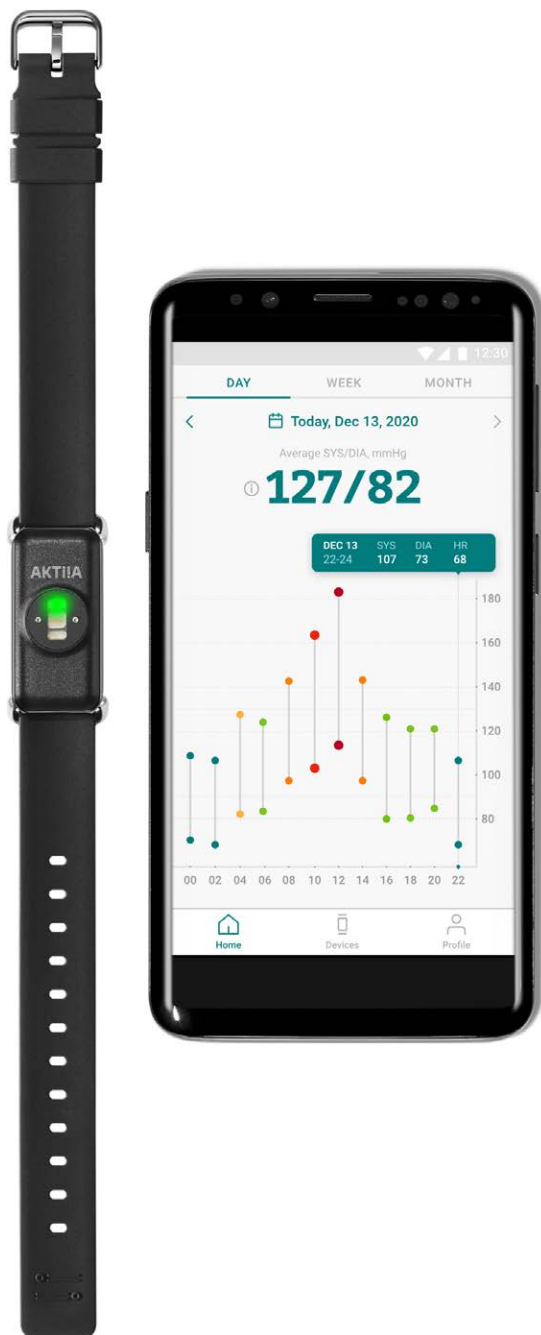 AKTIIA
12:30
DAY WEEK MONTH
Today, Dec 13, 2020
Average SYS/DIA, mmHg
127/82
DEC 13 SYS DIA HR
22-24 107 73 68
180
160
140
120
100
80
00 02 04 06 08 10 12 14 16 18 20 22
Home Devices Profile